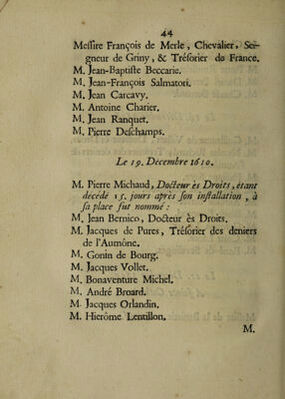 44
Messire François de Merle, Chevalier, Sei-
gneur de Griny, & Trésorier de France.
M. Jean-Baptiste Beccarie.
M. Jean-François Salmatori.
M. Jean Carcavy.
M. Antoine Charier.
M. Jean Ranquet.
M. Pierre Deschamps.
Le 19. Decembre 1610.
M. Pierre Michaud, Docteur ès Droits, étant
décédé 15. jours après son installation, à
sa place fut nommé:
M. Jean Bernico, Docteur ès Droits.
M. Jacques de Pures, Trésorier des deniers
de l'Aumône.
M. Gonin de Bourg.
M. Jacques Vollet.
M. Bonaventure Michel.
M. André Broard.
M. Jacques Orlandin.
M. Hierôme Lentillon.
M.